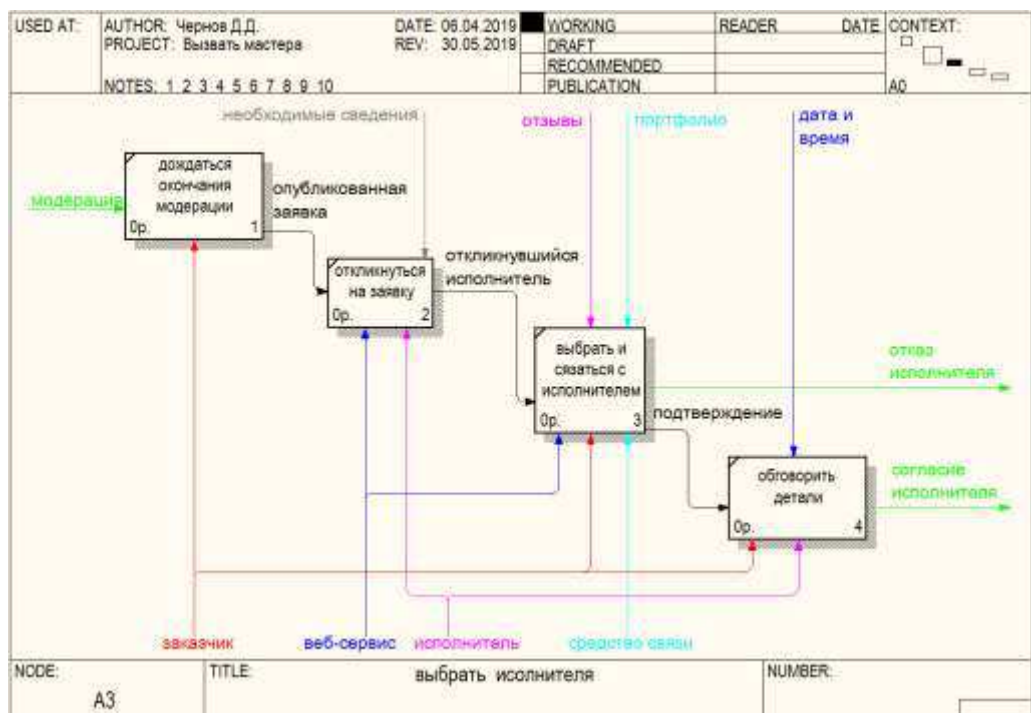 USED AT:
AUTHOR: Чернов Д.Д.
DATE: 06.04.2019
WORKING
READER
DATE
CONTEXT:
PROJECT: Вызвать мастера
REV: 30.05.2019
DRAFT
RECOMMENDED
NOTES: 1 2 3 4 5 6 7 8 9 10
PUBLICATION
A0
необходимые сведения
отзывы
портфолио
дата и
время
дождаться
окончания
модерации
0р.
1
модерация
опубликованная
заявка
откликнуться
на заявку
0р.
2
откликнувшийся
исполнитель
выбрать и
сязаться с
исполнителем
0р.
3
отказ
исполнителя
подтверждение
обговорить
детали
0р.
4
согласие
исполнителя
заказчик
веб-сервис
исполнитель
средство связи
NODE:
TITLE:
выбрать исолнителя
NUMBER:
A3